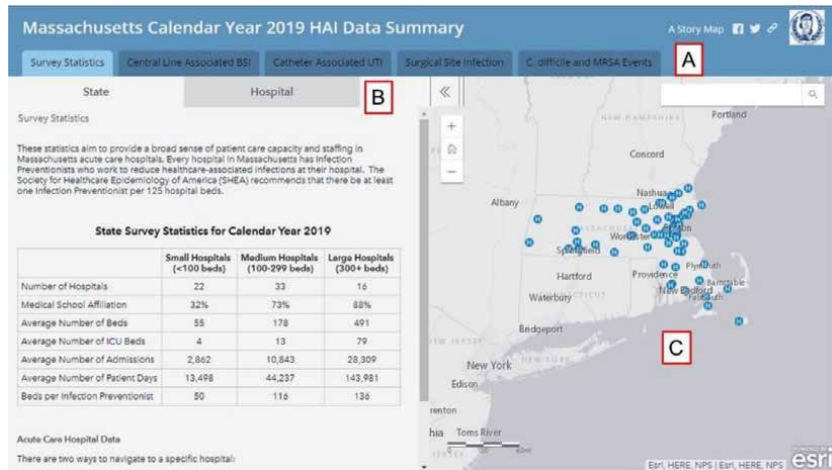 Massachusetts Calendar Year 2019 HAI Data Summary
A Story Map
Survey Statistics
Central Line Associated BSI
Catheter Associated UTI
Surgical Site Infection
C. difficile and MRSA Events
A
State
Hospital
B
Survey Statistics
These statistics aim to provide a broad sense of patient care capacity and staffing in
Massachusetts acute care hospitals. Every hospital in Massachusetts has Infection
Preventionists who work to reduce healthcare-associated infections at their hospital. The
Society for Healthcare Epidemiology of America (SHEA) recommends that there be at least
one Infection Preventionist per 125 hospital beds.
State Survey Statistics for Calendar Year 2019
Small Hospitals (<100 beds) Medium Hospitals (100-299 beds) Large Hospitals (300+ beds)
Number of Hospitals 22 33 16
Medical School Affiliation 32% 73% 88%
Average Number of Beds 55 178 491
Average Number of ICU Beds 4 13 79
Average Number of Admissions 2,862 10,843 28,309
Average Number of Patient Days 13,498 44,237 143,981
Beds per Infection Preventionist 50 116 136
Acute Care Hospital Data
There are two ways to navigate to a specific hospital:
NEW HAMPSHIRE
Portland
Concord
Nashua
Lowell
Albany
Worcester
Springfield
Hartford
Providence
Plymouth
Barnstable
New Bedford
Falmouth
Waterbury
CONNECTICUT
Bridgeport
C
NEW YORK
New York
Edison
Toms River
Esri, HERE, NPS | Esri, HERE, NPS
esri